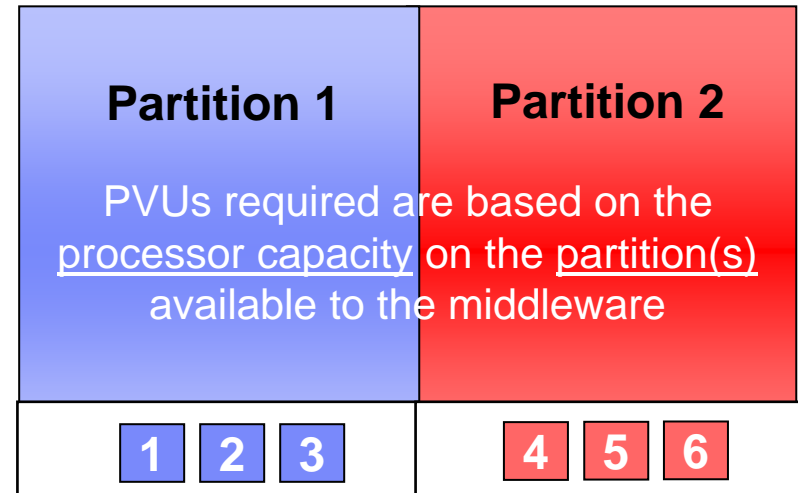 Partition 1 Partition 2
PVUs required are based on the
processor capacity on the partition(s)
available to the middleware
1 2 3 4 5 6